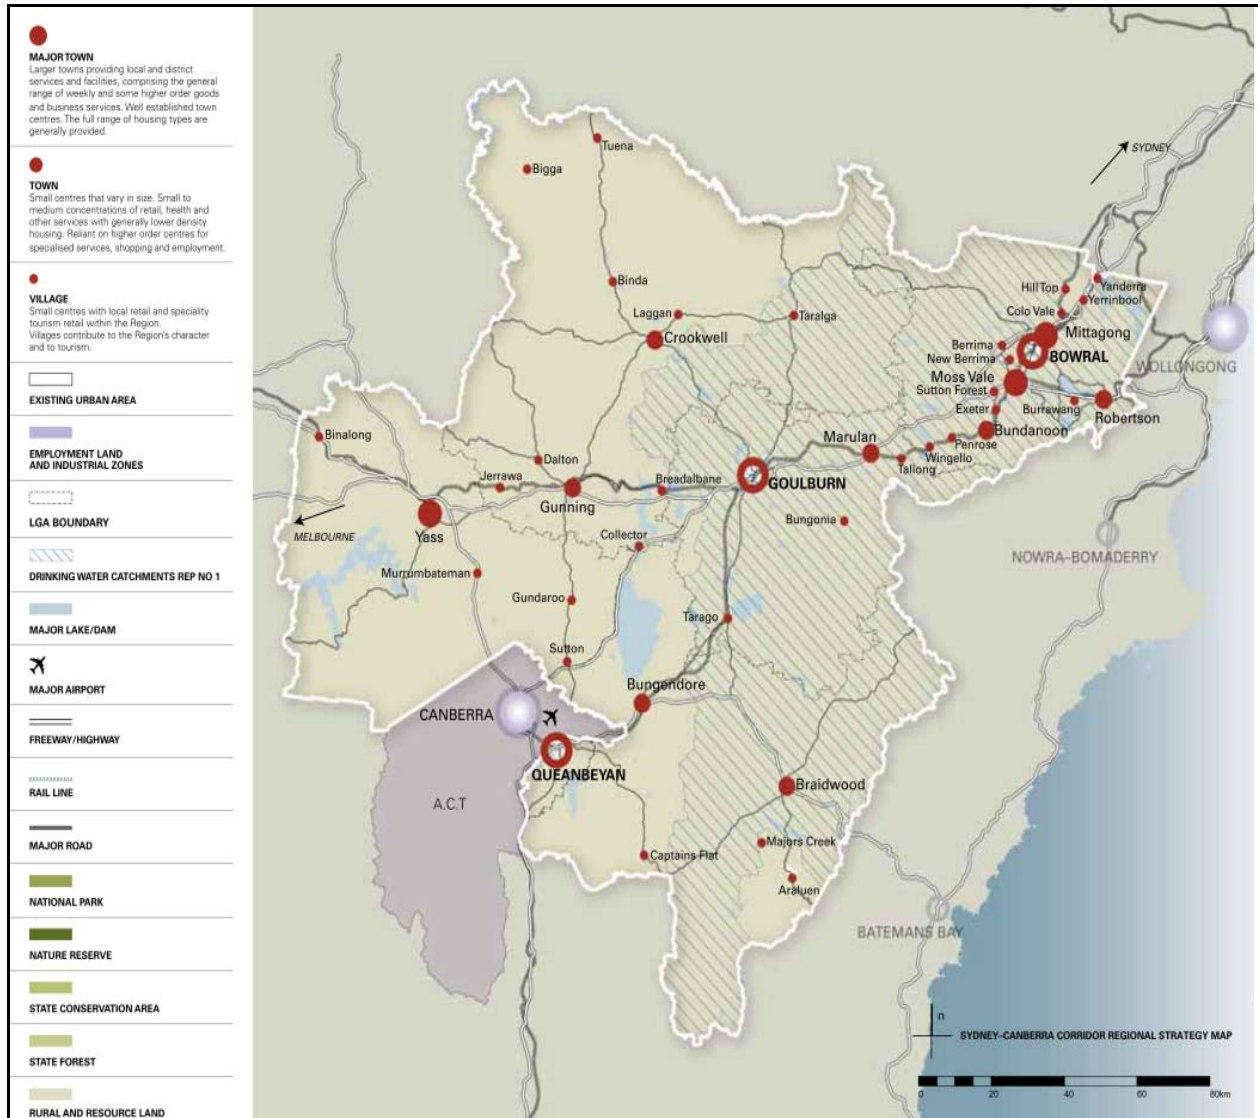 MAJOR TOWN
Larger towns providing local and district
services and facilities, comprising the general
range of weekly and some higher order goods
and business services. Well established town
centres. The full range of housing types are
generally provided.
TOWN
Small centres that vary in size. Small to
medium concentrations of retail, health and
other services with generally lower density
housing. Reliant on higher order centres for
specialised services, shopping and employment.
VILLAGE
Small centres with local retail and speciality
tourism retail within the Region.
Villages contribute to the Region's character
and to tourism.
EXISTING URBAN AREA
EMPLOYMENT LAND
AND INDUSTRIAL ZONES
LGA BOUNDARY
DRINKING WATER CATCHMENTS REP NO 1
MAJOR LAKE/DAM
MAJOR AIRPORT
FREEWAY/HIGHWAY
RAIL LINE
MAJOR ROAD
NATIONAL PARK
NATURE RESERVE
STATE CONSERVATION AREA
STATE FOREST
RURAL AND RESOURCE LAND
Tuena
SYDNEY
Bigga
Binda
Hill Top
Yanderra
Yerrinbool
Laggan
Taralga
Colo Vale
Crookwell
Mittagong
Berrima
BOWRAL
New Berrima
WOLLONGONG
Moss Vale
Sutton Forest
Exeter
Burrawang
Robertson
Binalong
Marulan
Bundanoon
Penrose
Wingello
Tallong
Dalton
Jerrawa
Breadalbane
GOULBURN
Gunning
Bungonia
MELBOURNE
Yass
Collector
NOWRA–BOMADERRY
Murrumbateman
Gundaroo
Tarago
Sutton
Bungendore
CANBERRA
QUEANBEYAN
Braidwood
A.C.T
Majors Creek
Captains Flat
Araluen
BATEMANS BAY
n
SYDNEY–CANBERRA CORRIDOR REGIONAL STRATEGY MAP
0 20 40 60 80km